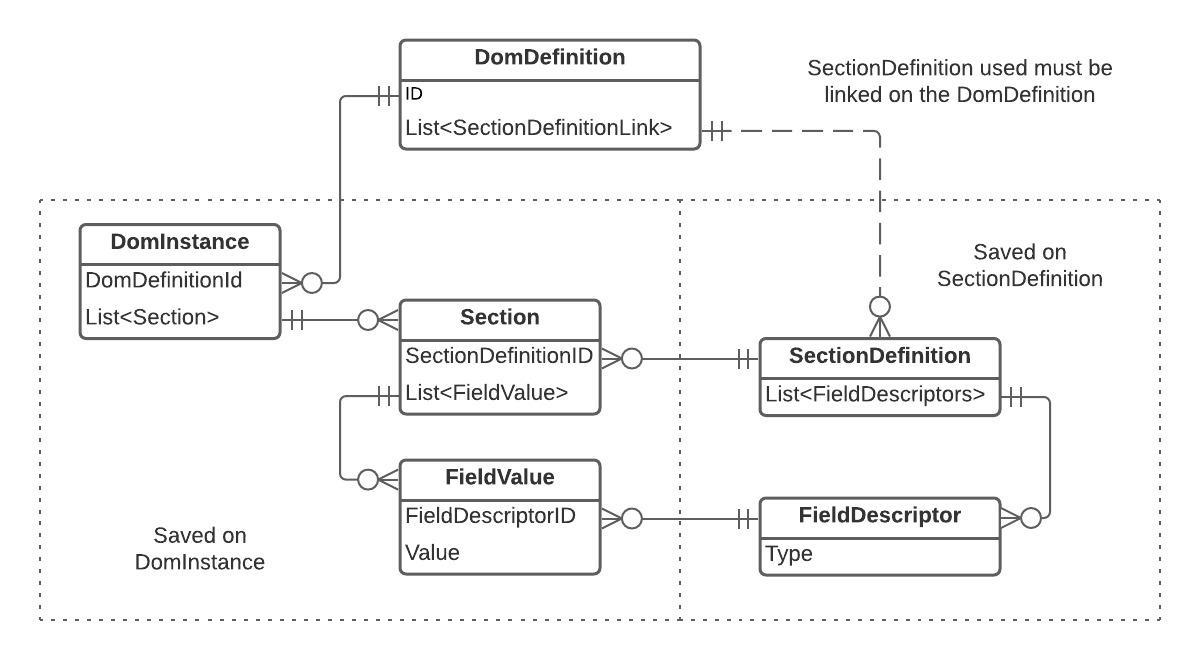 DomDefinition
ID
List<SectionDefinitionLink>
SectionDefinition used must be
linked on the DomDefinition
DomInstance
DomDefinitionId
List<Section>
Saved on
SectionDefinition
Section
SectionDefinitionID
List<FieldValue>
SectionDefinition
List<FieldDescriptors>
FieldValue
FieldDescriptorID
Value
FieldDescriptor
Type
Saved on
DomInstance